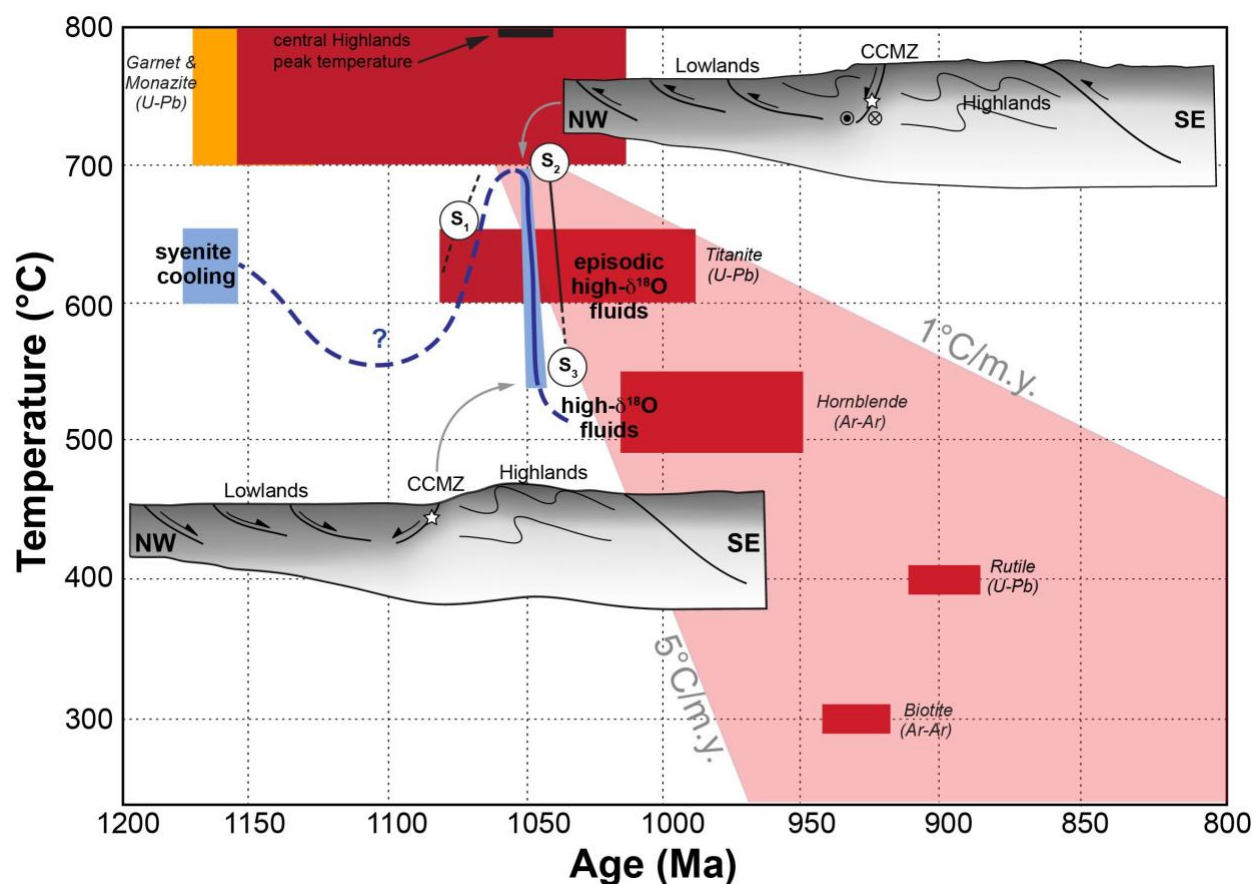 800
700
600
500
400
300
Temperature (°C)
Garnet &
Monazite
(U-Pb)
central Highlands
peak temperature
Lowlands
CCMZ
Highlands
NW
SE
S₂
S₁
syenite
cooling
?
episodic
high-δ¹⁸O
fluids
Titanite
(U-Pb)
S₃
high-δ¹⁸O
fluids
1°C/m.y.
Hornblende
(Ar-Ar)
Lowlands
CCMZ
Highlands
NW
SE
Rutile
(U-Pb)
5°C/m.y.
Biotite
(Ar-Ar)
1200 1150 1100 1050 1000 950 900 850 800
Age (Ma)